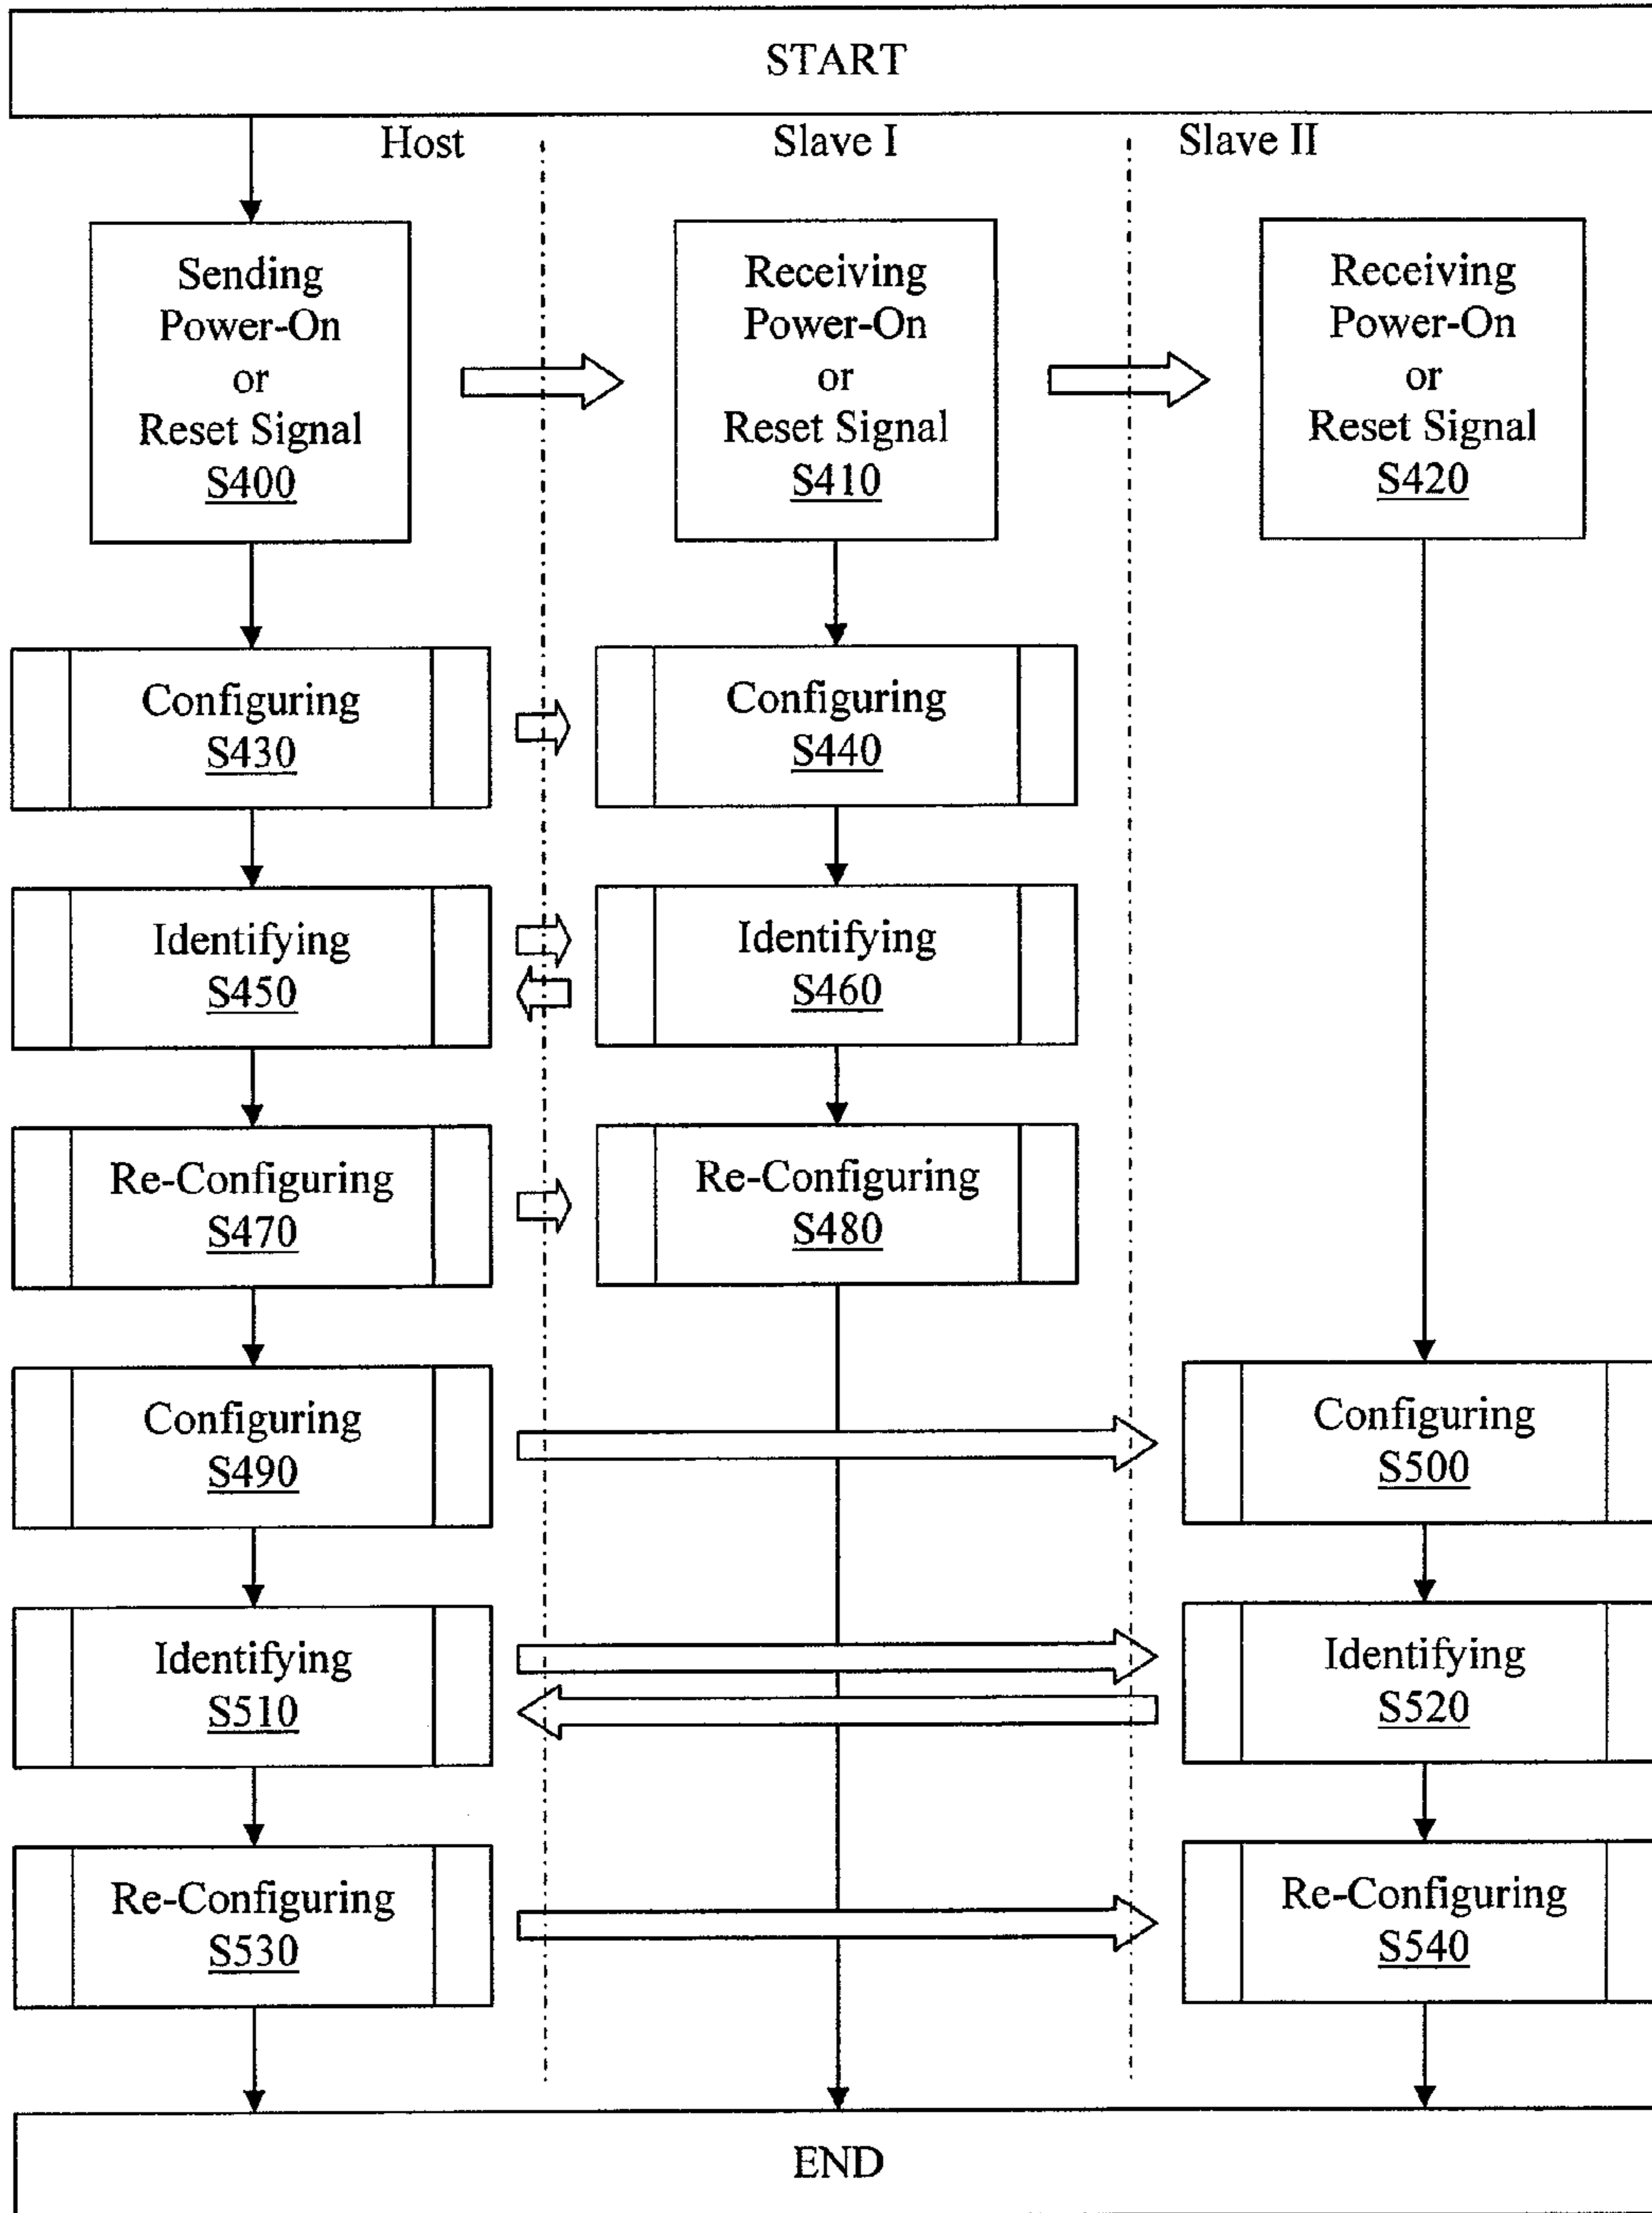 START
Host
Slave I
Slave II
Sending
Power-On
or
Reset Signal
S400
Receiving
Power-On
or
Reset Signal
S410
Receiving
Power-On
or
Reset Signal
S420
Configuring
S430
Configuring
S440
Identifying
S450
Identifying
S460
Re-Configuring
S470
Re-Configuring
S480
Configuring
S490
Configuring
S500
Identifying
S510
Identifying
S520
Re-Configuring
S530
Re-Configuring
S540
END